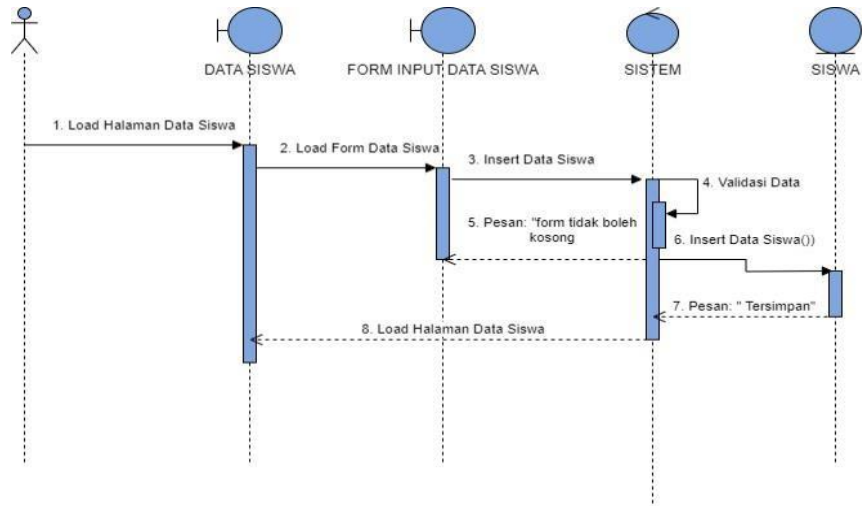 DATA SISWA
FORM INPUT DATA SISWA
SISTEM
SISWA
1. Load Halaman Data Siswa
2. Load Form Data Siswa
3. Insert Data Siswa
4. Validasi Data
5. Pesan: "form tidak boleh
kosong
6. Insert Data Siswa())
7. Pesan: " Tersimpan"
8. Load Halaman Data Siswa